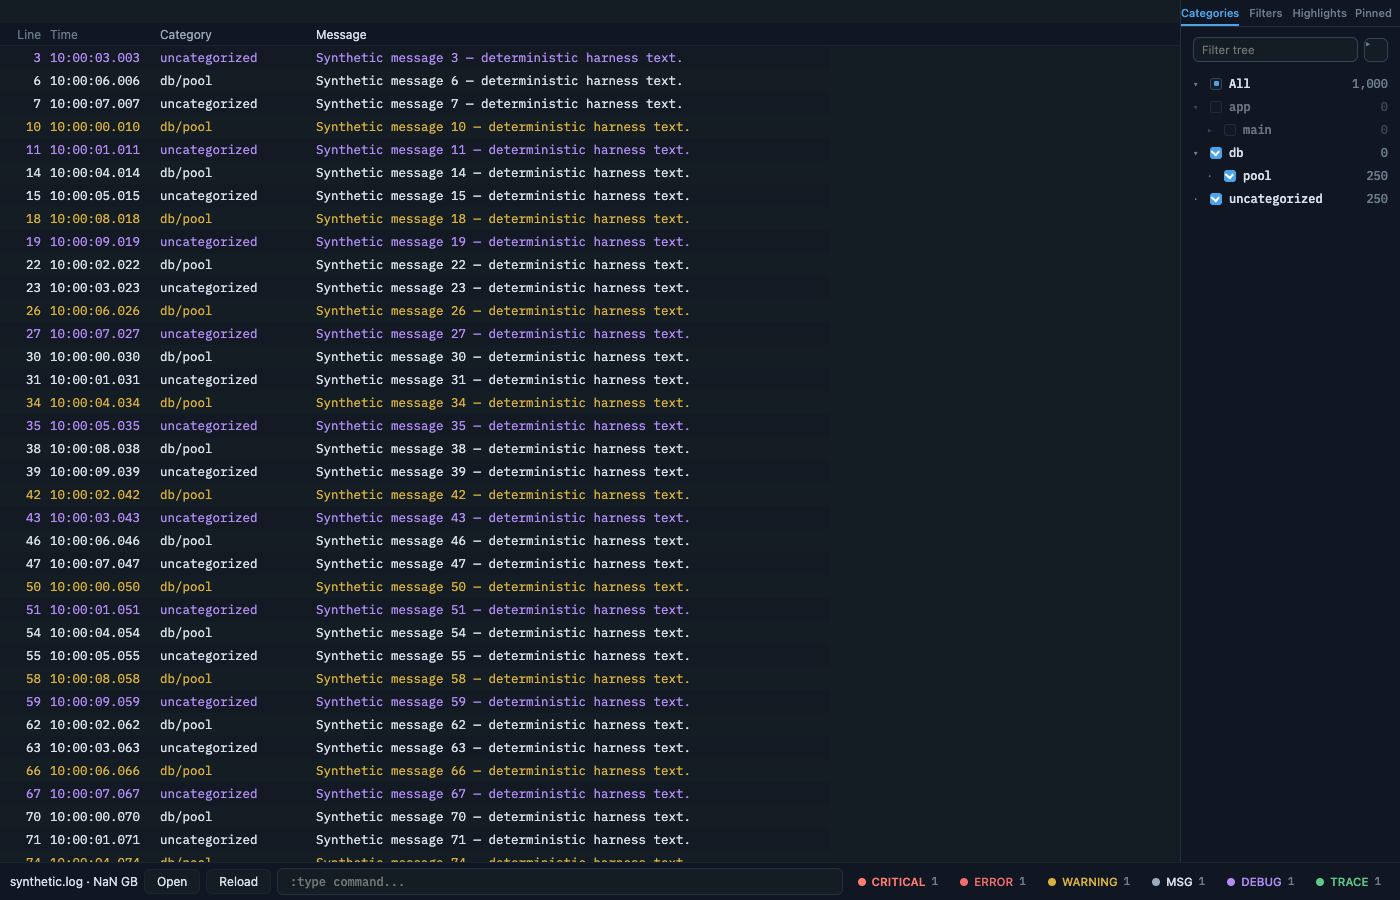 Categories Filters Highlights Pinned
Line Time Category Message
Filter tree
3 10:00:03.003 uncategorized Synthetic message 3 — deterministic harness text.
6 10:00:06.006 db/pool Synthetic message 6 — deterministic harness text.
7 10:00:07.007 uncategorized Synthetic message 7 — deterministic harness text.
10 10:00:00.010 db/pool Synthetic message 10 — deterministic harness text.
11 10:00:01.011 uncategorized Synthetic message 11 — deterministic harness text.
14 10:00:04.014 db/pool Synthetic message 14 — deterministic harness text.
15 10:00:05.015 uncategorized Synthetic message 15 — deterministic harness text.
18 10:00:08.018 db/pool Synthetic message 18 — deterministic harness text.
19 10:00:09.019 uncategorized Synthetic message 19 — deterministic harness text.
22 10:00:02.022 db/pool Synthetic message 22 — deterministic harness text.
23 10:00:03.023 uncategorized Synthetic message 23 — deterministic harness text.
26 10:00:06.026 db/pool Synthetic message 26 — deterministic harness text.
27 10:00:07.027 uncategorized Synthetic message 27 — deterministic harness text.
30 10:00:00.030 db/pool Synthetic message 30 — deterministic harness text.
31 10:00:01.031 uncategorized Synthetic message 31 — deterministic harness text.
34 10:00:04.034 db/pool Synthetic message 34 — deterministic harness text.
35 10:00:05.035 uncategorized Synthetic message 35 — deterministic harness text.
38 10:00:08.038 db/pool Synthetic message 38 — deterministic harness text.
39 10:00:09.039 uncategorized Synthetic message 39 — deterministic harness text.
42 10:00:02.042 db/pool Synthetic message 42 — deterministic harness text.
43 10:00:03.043 uncategorized Synthetic message 43 — deterministic harness text.
46 10:00:06.046 db/pool Synthetic message 46 — deterministic harness text.
47 10:00:07.047 uncategorized Synthetic message 47 — deterministic harness text.
50 10:00:00.050 db/pool Synthetic message 50 — deterministic harness text.
51 10:00:01.051 uncategorized Synthetic message 51 — deterministic harness text.
54 10:00:04.054 db/pool Synthetic message 54 — deterministic harness text.
55 10:00:05.055 uncategorized Synthetic message 55 — deterministic harness text.
58 10:00:08.058 db/pool Synthetic message 58 — deterministic harness text.
59 10:00:09.059 uncategorized Synthetic message 59 — deterministic harness text.
62 10:00:02.062 db/pool Synthetic message 62 — deterministic harness text.
63 10:00:03.063 uncategorized Synthetic message 63 — deterministic harness text.
66 10:00:06.066 db/pool Synthetic message 66 — deterministic harness text.
67 10:00:07.067 uncategorized Synthetic message 67 — deterministic harness text.
70 10:00:00.070 db/pool Synthetic message 70 — deterministic harness text.
71 10:00:01.071 uncategorized Synthetic message 71 — deterministic harness text.
74 10:00:04.074 db/pool Synthetic message 74 — deterministic harness text.
All 1,000
app 0
main 0
db 0
pool 250
uncategorized 250
synthetic.log · NaN GB Open Reload :type command... CRITICAL 1 ERROR 1 WARNING 1 MSG 1 DEBUG 1 TRACE 1